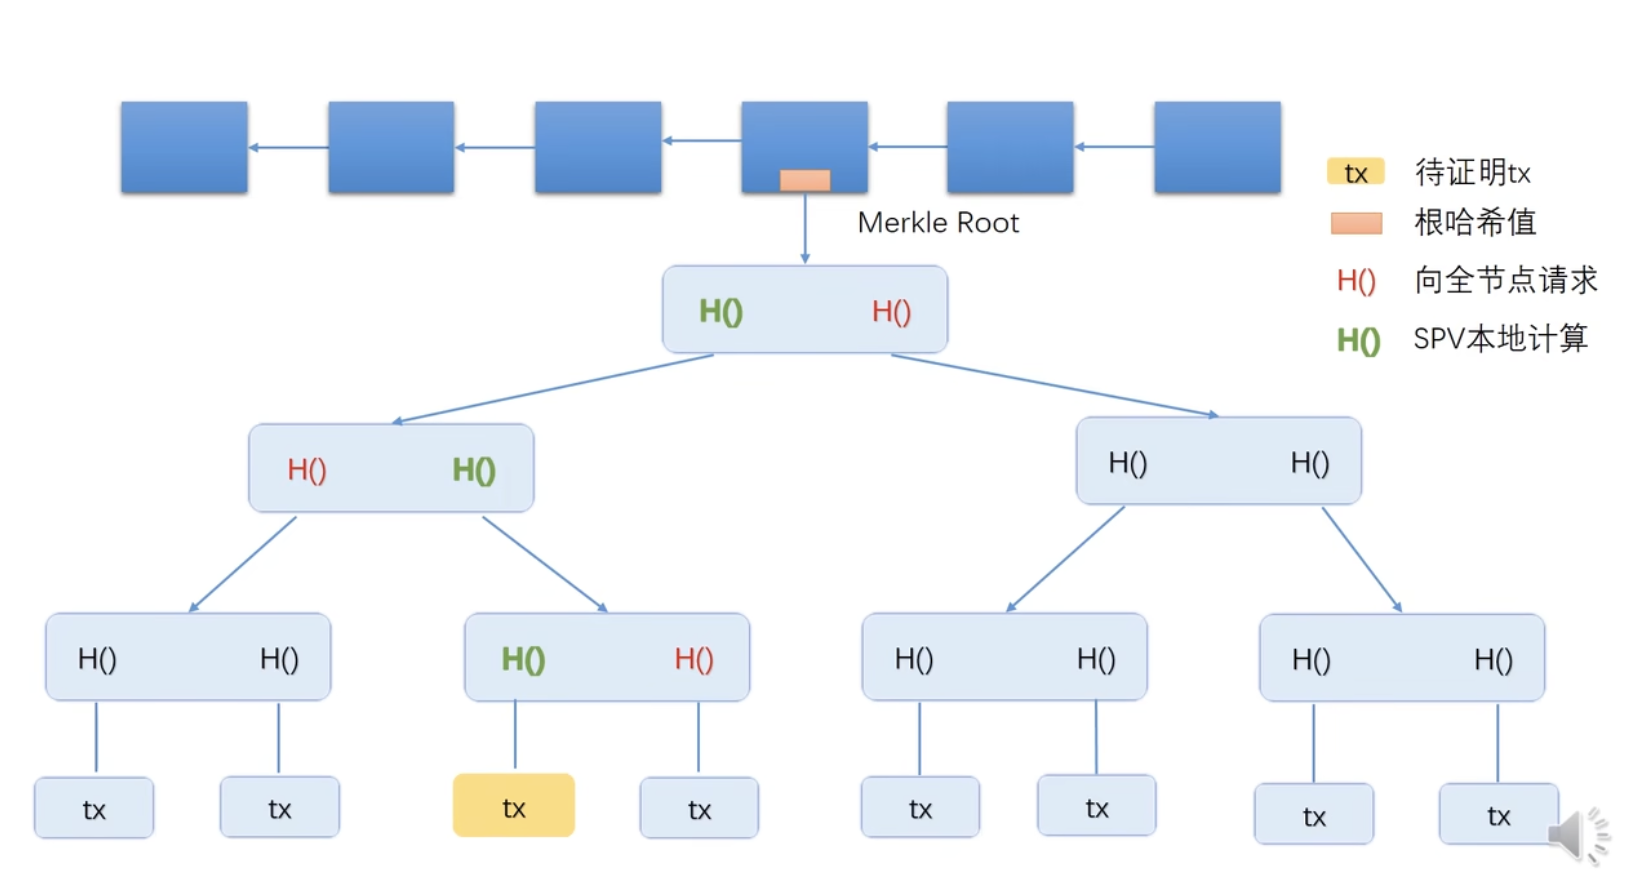 tx 待证明tx
根哈希值
Merkle Root
H() 向全节点请求
H() SPV本地计算
H() H()
H() H() H() H()
H() H() H() H() H() H() H() H()
tx tx tx tx tx tx tx tx